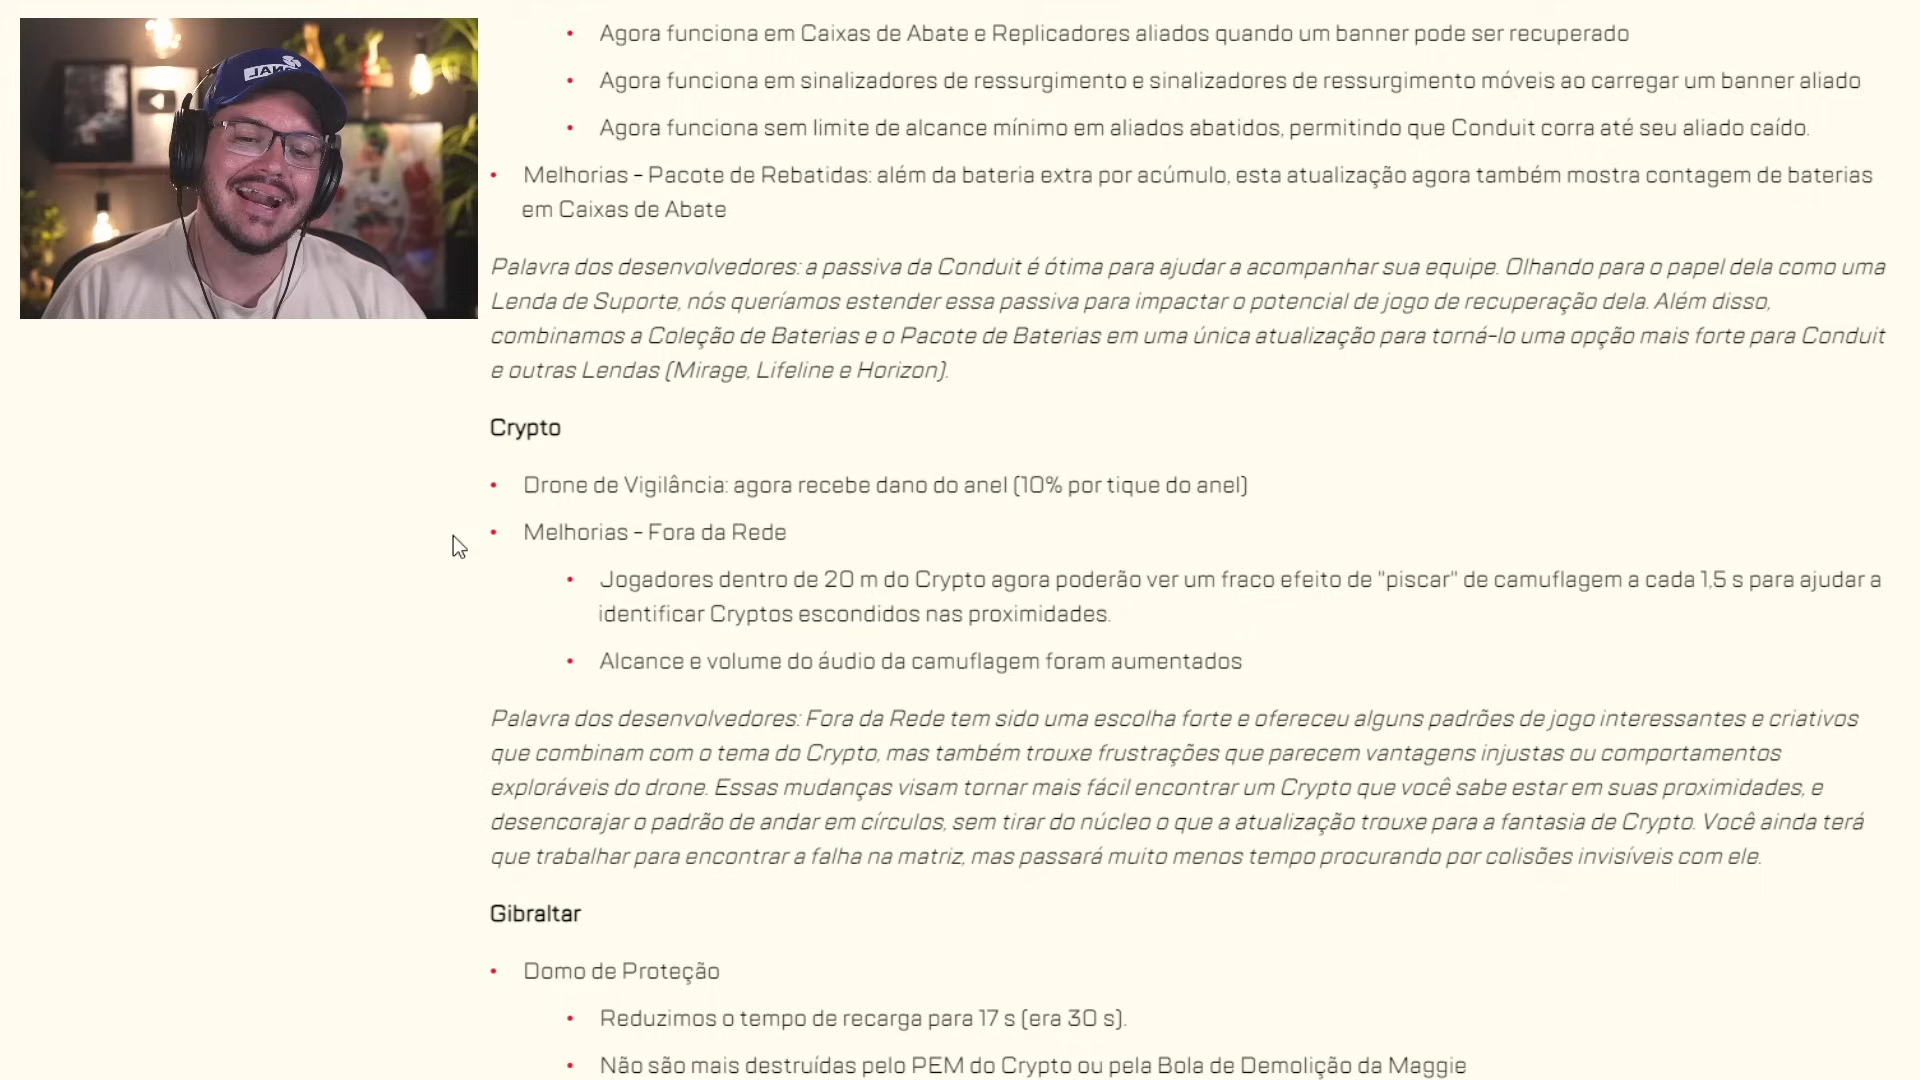 Agora funciona em Caixas de Abate e Replicadores aliados quando um banner pode ser recuperado
Agora funciona em sinalizadores de ressurgimento e sinalizadores de ressurgimento móveis ao carregar um banner aliado
Agora funciona sem limite de alcance mínimo em aliados abatidos, permitindo que Conduit corra até seu aliado caído.
Melhorias – Pacote de Rebatidas: além da bateria extra por acúmulo, esta atualização agora também mostra contagem de baterias
em Caixas de Abate
Palavra dos desenvolvedores: a passiva da Conduit é ótima para ajudar a acompanhar sua equipe. Olhando para o papel dela como uma
Lenda de Suporte, nós queríamos estender essa passiva para impactar o potencial de jogo de recuperação dela. Além disso,
combinamos a Coleção de Baterias e o Pacote de Baterias em uma única atualização para torná-lo uma opção mais forte para Conduit
e outras Lendas (Mirage, Lifeline e Horizon).
Crypto
Drone de Vigilância: agora recebe dano do anel (10% por tique do anel)
Melhorias – Fora da Rede
Jogadores dentro de 20 m do Crypto agora poderão ver um fraco efeito de "piscar" de camuflagem a cada 1,5 s para ajudar a
identificar Cryptos escondidos nas proximidades.
Alcance e volume do áudio da camuflagem foram aumentados
Palavra dos desenvolvedores: Fora da Rede tem sido uma escolha forte e ofereceu alguns padrões de jogo interessantes e criativos
que combinam com o tema do Crypto, mas também trouxe frustrações que parecem vantagens injustas ou comportamentos
exploráveis do drone. Essas mudanças visam tornar mais fácil encontrar um Crypto que você sabe estar em suas proximidades, e
desencorajar o padrão de andar em círculos, sem tirar do núcleo o que a atualização trouxe para a fantasia de Crypto. Você ainda terá
que trabalhar para encontrar a falha na matriz, mas passará muito menos tempo procurando por colisões invisíveis com ele.
Gibraltar
Domo de Proteção
Reduzimos o tempo de recarga para 17 s (era 30 s).
Não são mais destruídas pelo PEM do Crypto ou pela Bola de Demolição da Maggie